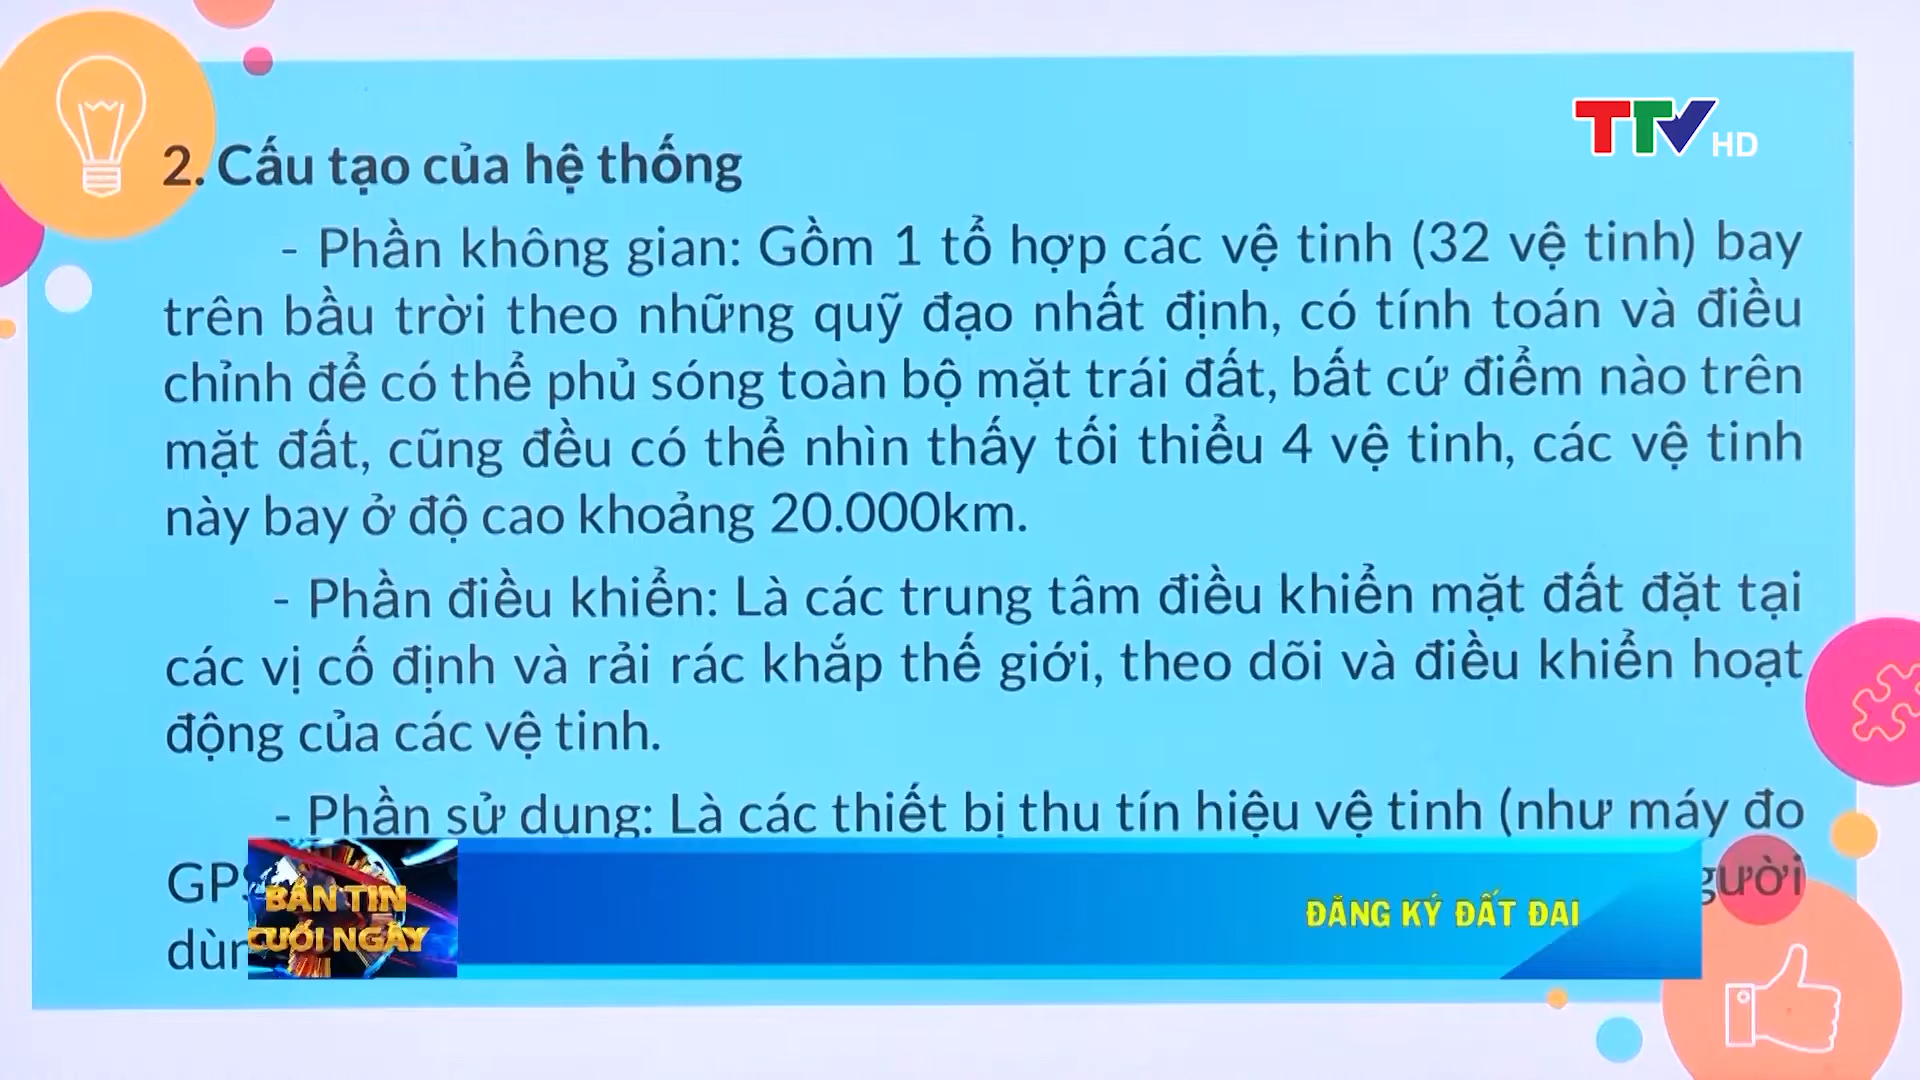 TTV HD
2. Cấu tạo của hệ thống
- Phần không gian: Gồm 1 tổ hợp các vệ tinh (32 vệ tinh) bay
trên bầu trời theo những quỹ đạo nhất định, có tính toán và điều
chỉnh để có thể phủ sóng toàn bộ mặt trái đất, bất cứ điểm nào trên
mặt đất, cũng đều có thể nhìn thấy tối thiểu 4 vệ tinh, các vệ tinh
này bay ở độ cao khoảng 20.000km.
- Phần điều khiển: Là các trung tâm điều khiển mặt đất đặt tại
các vị cố định và rải rác khắp thế giới, theo dõi và điều khiển hoạt
động của các vệ tinh.
- Phần sử dụng: Là các thiết bị thu tín hiệu vệ tinh (như máy đo
BẢN TIN
CUỐI NGÀY
ĐĂNG KÝ ĐẤT ĐAI